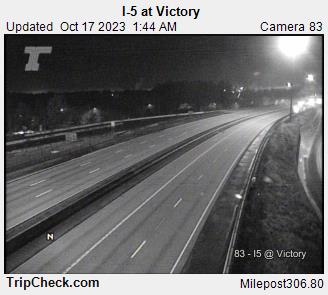 I-5 at Victory
Updated Oct 17 2023 1:44 AM Camera 83
T
N
83 - I5 @ Victory
TripCheck.com Milepost306.80